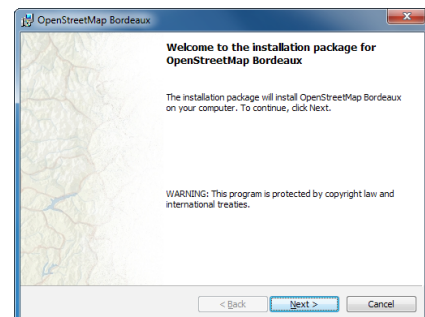 OpenStreetMap Bordeaux
Welcome to the installation package for
OpenStreetMap Bordeaux
The installation package will install OpenStreetMap Bordeaux
on your computer. To continue, click Next.
WARNING: This program is protected by copyright law and
international treaties.
< Back Next > Cancel